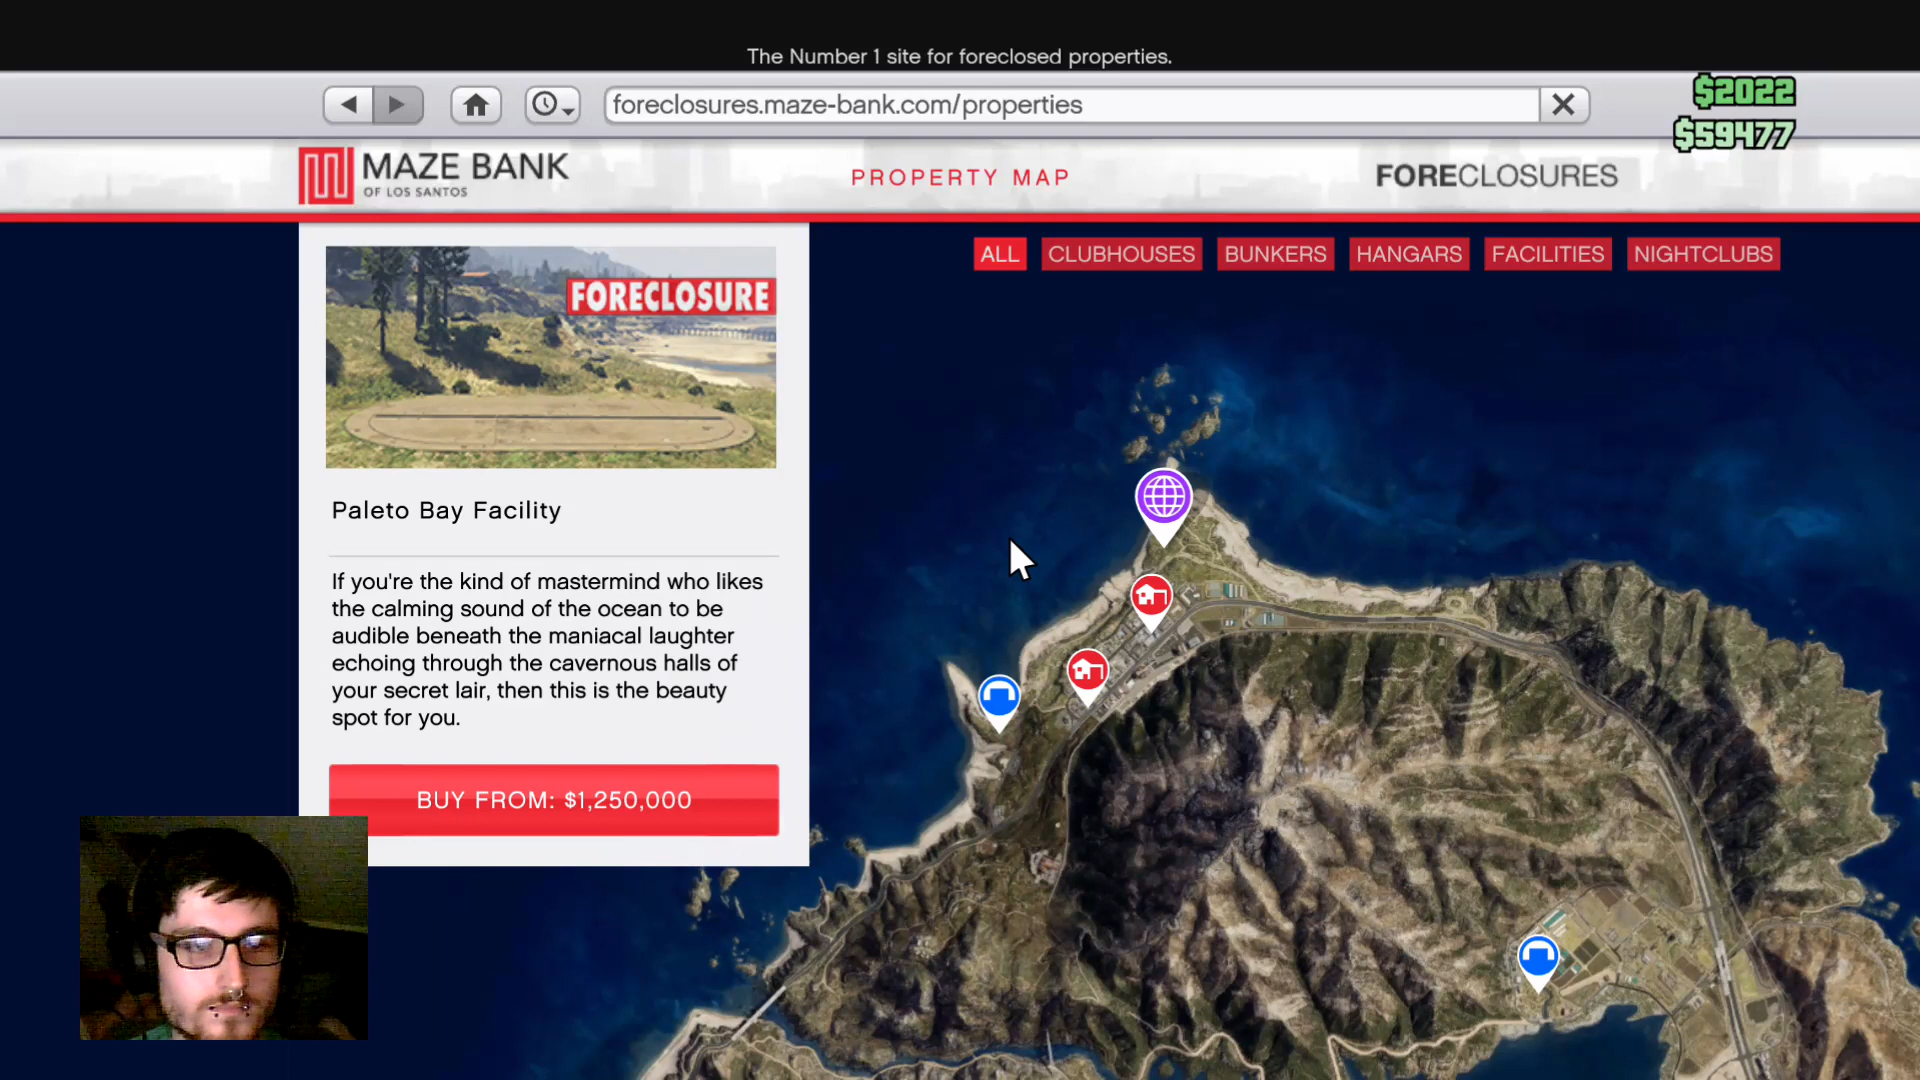 The Number 1 site for foreclosed properties.
foreclosures.maze-bank.com/properties
$2022
$59477
MAZE BANK
OF LOS SANTOS
PROPERTY MAP
FORECLOSURES
ALL
CLUBHOUSES
BUNKERS
HANGARS
FACILITIES
NIGHTCLUBS
FORECLOSURE
Paleto Bay Facility
If you're the kind of mastermind who likes
the calming sound of the ocean to be
audible beneath the maniacal laughter
echoing through the cavernous halls of
your secret lair, then this is the beauty
spot for you.
BUY FROM: $1,250,000